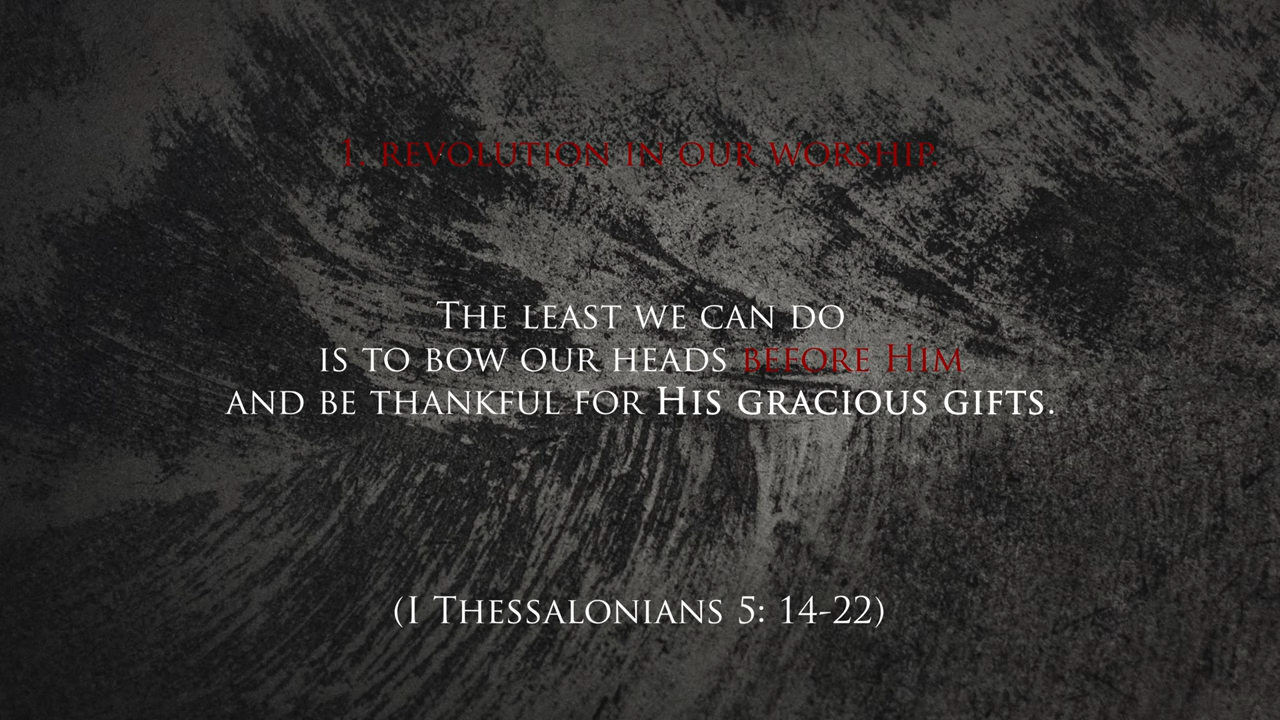 1. Revolution in our worship.
The least we can do
is to bow our heads before Him
and be thankful for His gracious gifts.
(I Thessalonians 5: 14-22)